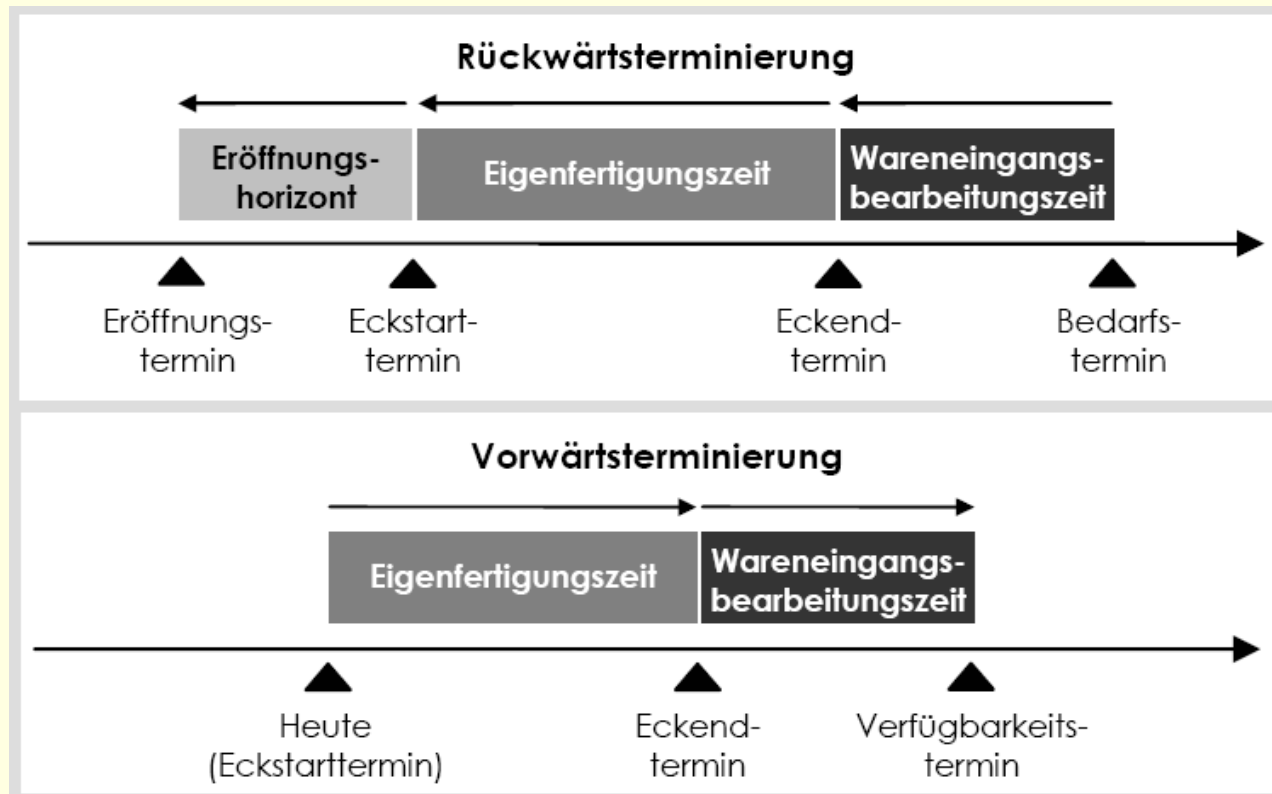 Rückwärtsterminierung
Eröffnungs-
horizont
Eigenfertigungszeit
Wareneingangs-
bearbeitungszeit
Eröffnungs-
termin
Eckstart-
termin
Eckend-
termin
Bedarfs-
termin
Vorwärtsterminierung
Eigenfertigungszeit
Wareneingangs-
bearbeitungszeit
Heute
(Eckstarttermin)
Eckend-
termin
Verfügbarkeits-
termin